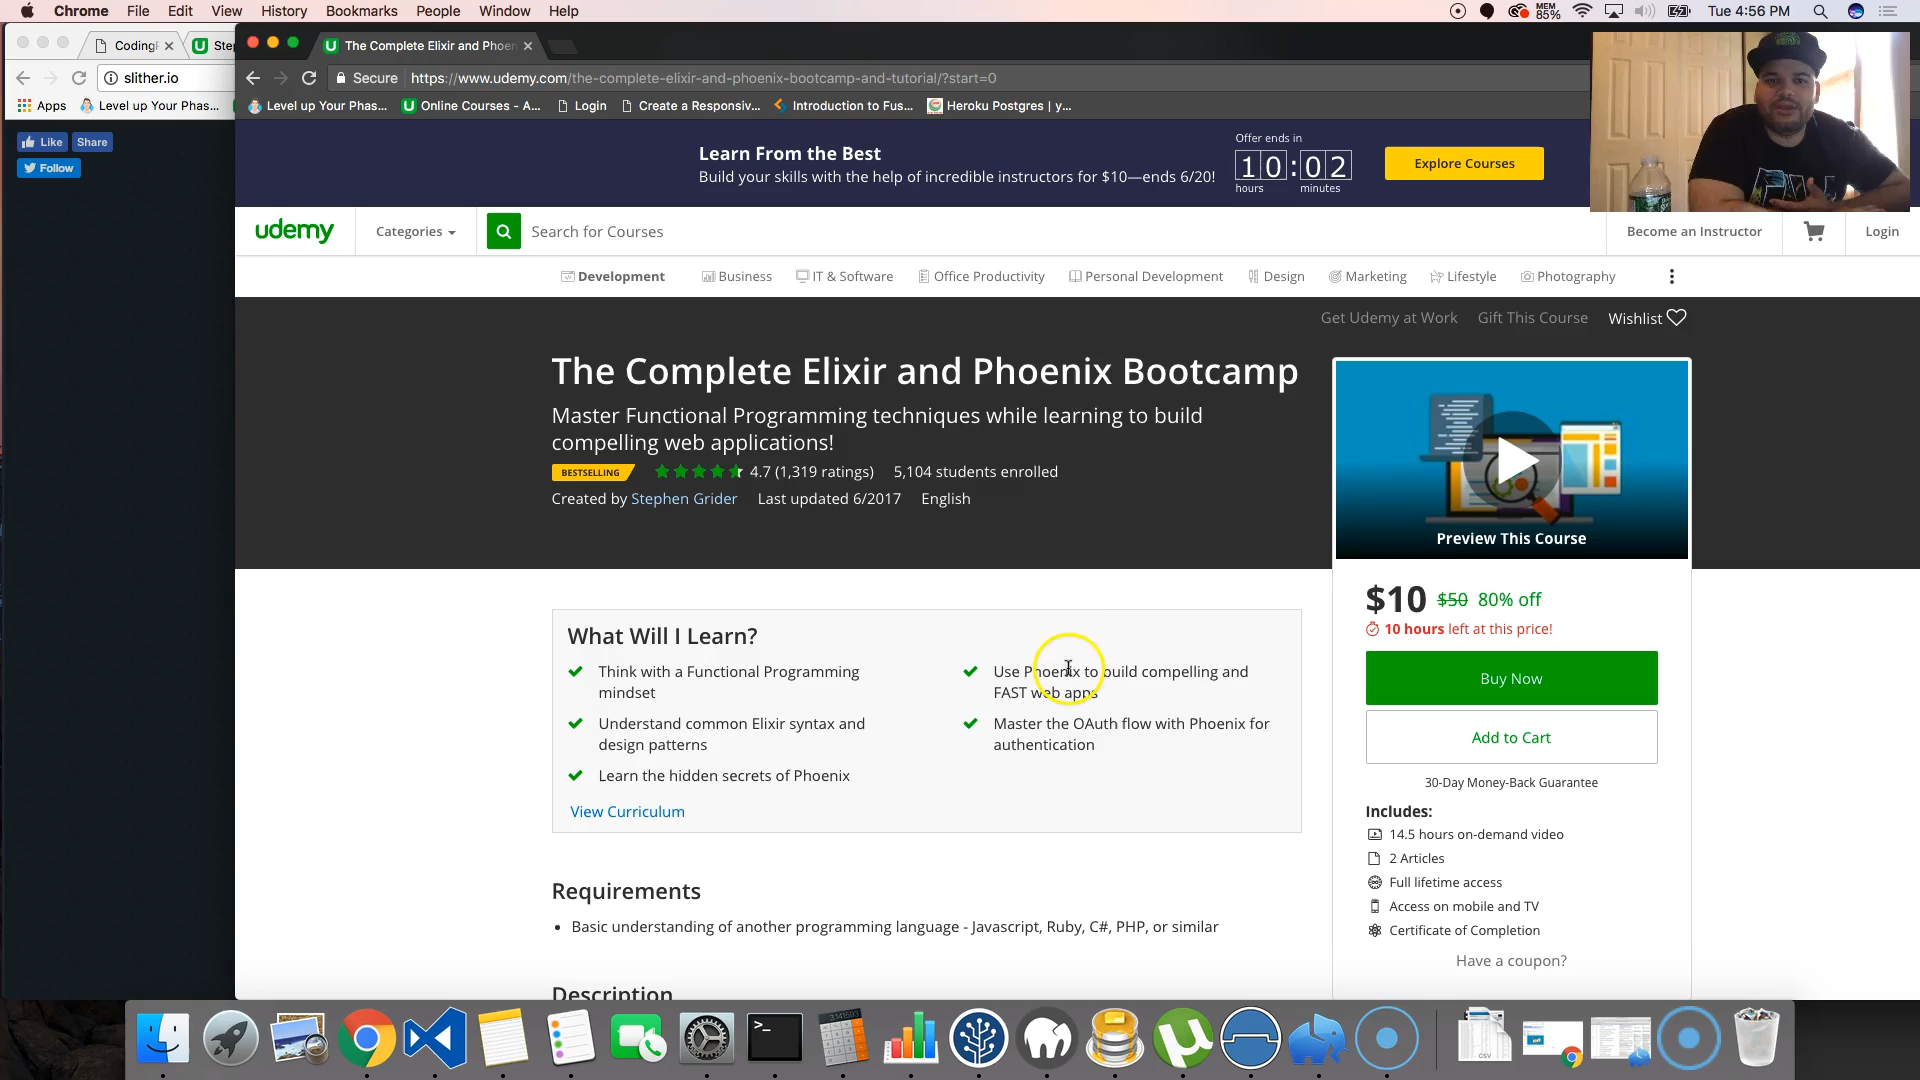 Chrome File Edit View History Bookmarks People Window Help
MEM 85% Tue 4:56 PM
Coding
Ste
The Complete Elixir and Phoen
slither.io
Secure https://www.udemy.com/the-complete-elixir-and-phoenix-bootcamp-and-tutorial/?start=0
Apps Level up Your Phas...
Level up Your Phas... Online Courses - A... Login Create a Responsiv... Introduction to Fus... Heroku Postgres | y...
Like Share
Follow
Learn From the Best
Build your skills with the help of incredible instructors for $10—ends 6/20!
Offer ends in
10:02
hours minutes
Explore Courses
udemy Categories Search for Courses Become an Instructor Login
Development Business IT & Software Office Productivity Personal Development Design Marketing Lifestyle Photography
Get Udemy at Work Gift This Course Wishlist
The Complete Elixir and Phoenix Bootcamp
Master Functional Programming techniques while learning to build
compelling web applications!
BESTSELLING 4.7 (1,319 ratings) 5,104 students enrolled
Created by Stephen Grider Last updated 6/2017 English
Preview This Course
$10 $50 80% off
10 hours left at this price!
Buy Now
Add to Cart
30-Day Money-Back Guarantee
Includes:
14.5 hours on-demand video
2 Articles
Full lifetime access
Access on mobile and TV
Certificate of Completion
Have a coupon?
What Will I Learn?
Think with a Functional Programming
mindset
Understand common Elixir syntax and
design patterns
Learn the hidden secrets of Phoenix
Use Phoenix to build compelling and
FAST web apps
Master the OAuth flow with Phoenix for
authentication
View Curriculum
Requirements
Basic understanding of another programming language - Javascript, Ruby, C#, PHP, or similar
Description
3.141593
CSV